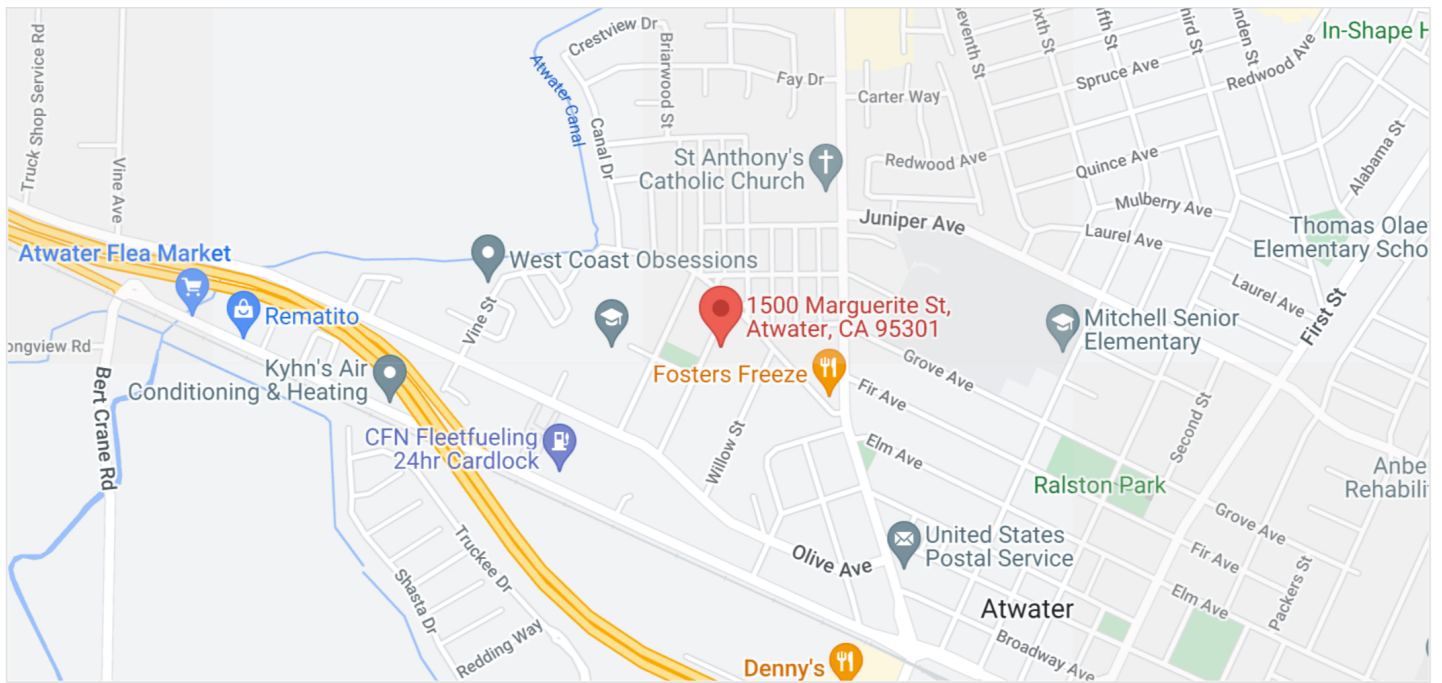 Truck Shop Service Rd
Vine Ave
Crestview Dr
Briarwood St
Fay Dr
Carter Way
Sixth St
Spruce Ave
Redwood Ave
In-Shape H
Atwater Canal
Canal Dr
St Anthony's
Catholic Church
Redwood Ave
Quince Ave
Alabama St
Mulberry Ave
Juniper Ave
Laurel Ave
Thomas Olae
Elementary Scho
Atwater Flea Market
West Coast Obsessions
Laurel Ave
First St
Rematito
Vine St
1500 Marguerite St,
Atwater, CA 95301
Mitchell Senior
Elementary
ongview Rd
Kyhn's Air
Conditioning & Heating
Fosters Freeze
Grove Ave
Fir Ave
Bert Crane Rd
CFN Fleetfueling
24hr Cardlock
Willow St
Elm Ave
Second St
Ralston Park
Anbe
Rehabili
Grove Ave
United States
Postal Service
Olive Ave
Truckee Dr
Fir Ave
Shasta Dr
Elm Ave
Packers St
Atwater
Redding Way
Broadway Ave
Denny's